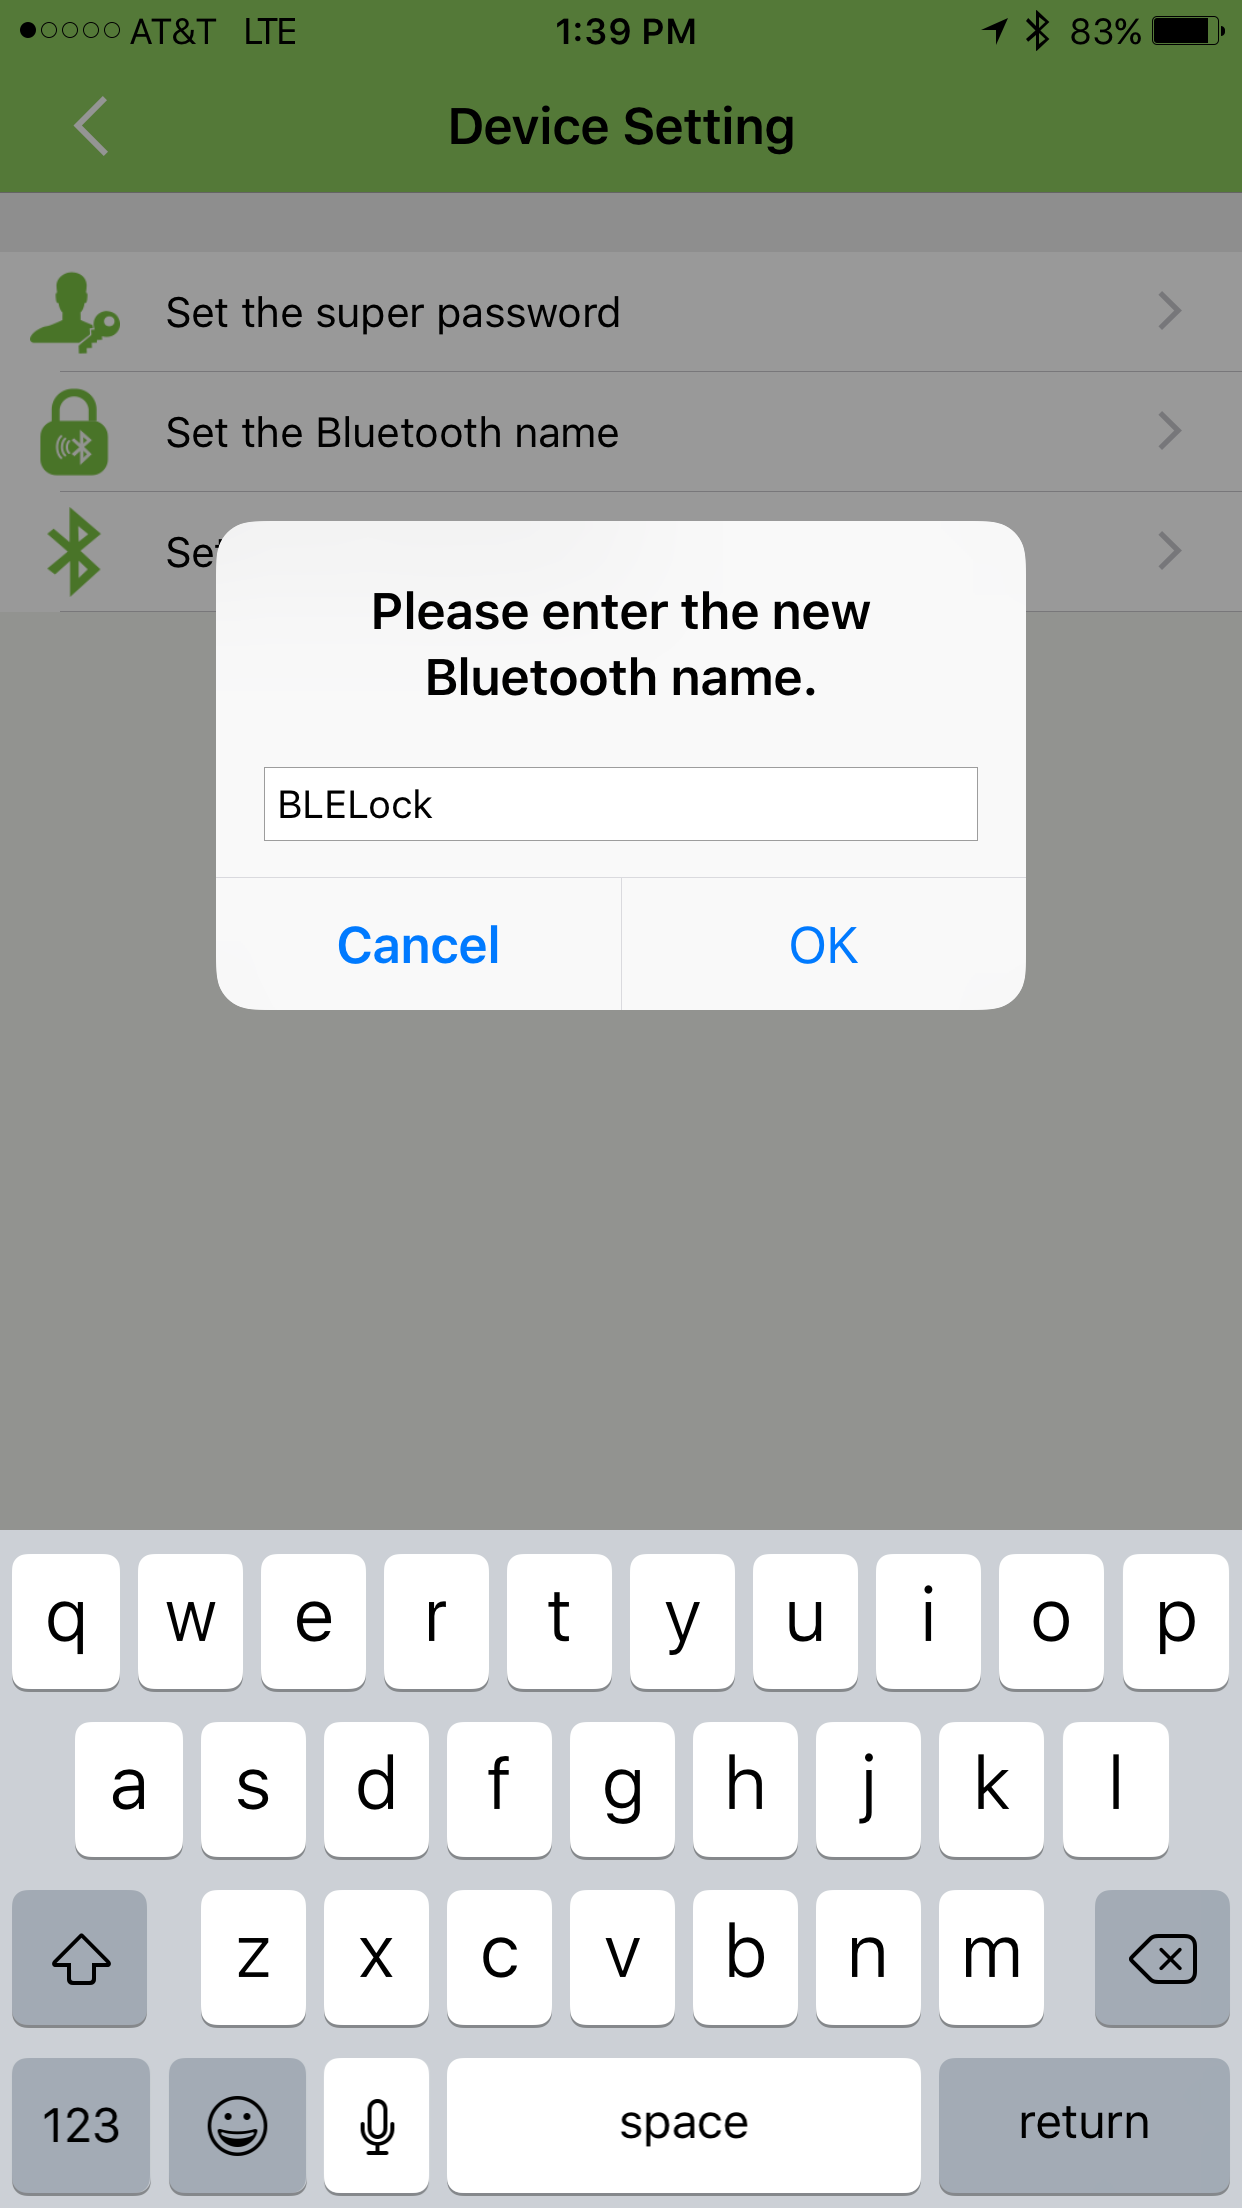 AT&T LTE 1:39 PM 83%
Device Setting
Set the super password
Set the Bluetooth name
Set
Please enter the new
Bluetooth name.
BLELock
Cancel OK
q w e r t y u i o p
a s d f g h j k l
z x c v b n m
123 space return